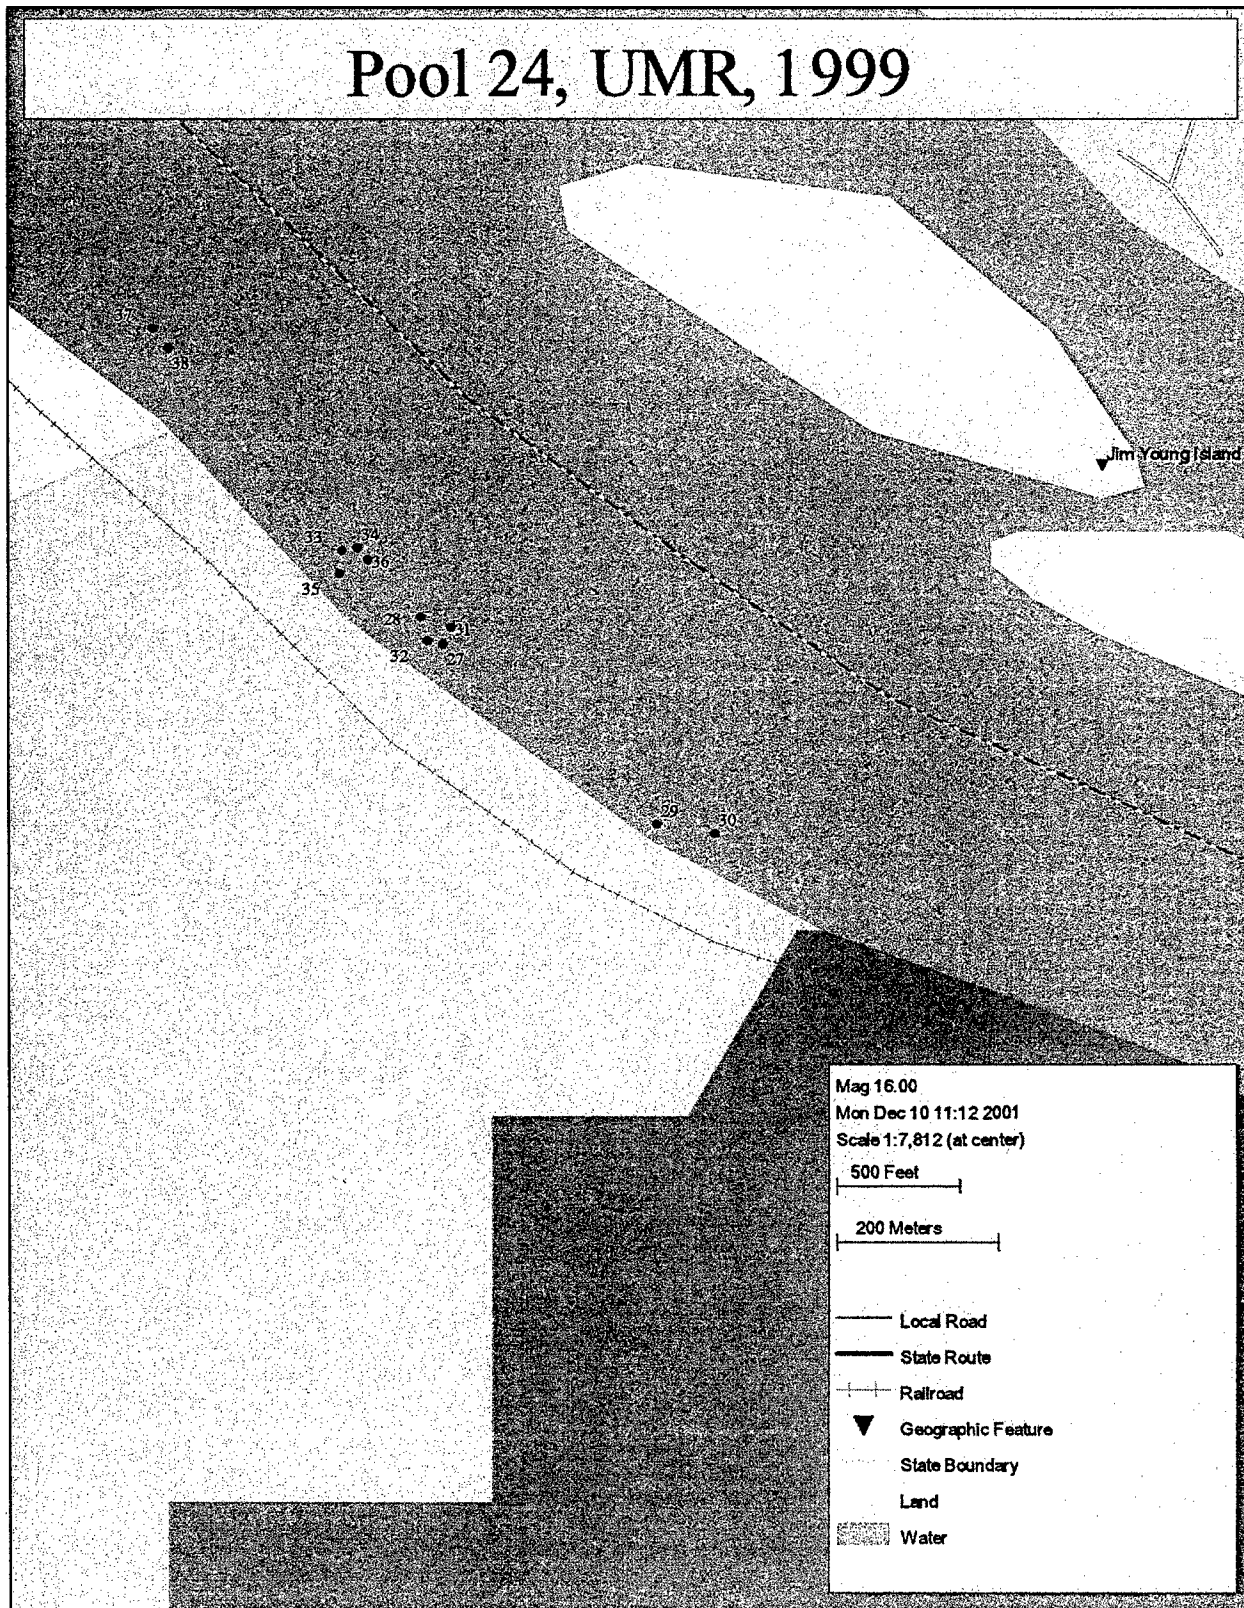 Pool 24, UMR, 1999
37
38
Jim Young Island
33
34
36
35
28
31
32
27
29
30
Mag 16.00
Mon Dec 10 11:12 2001
Scale 1:7,812 (at center)
500 Feet
200 Meters
Local Road
State Route
Railroad
Geographic Feature
State Boundary
Land
Water